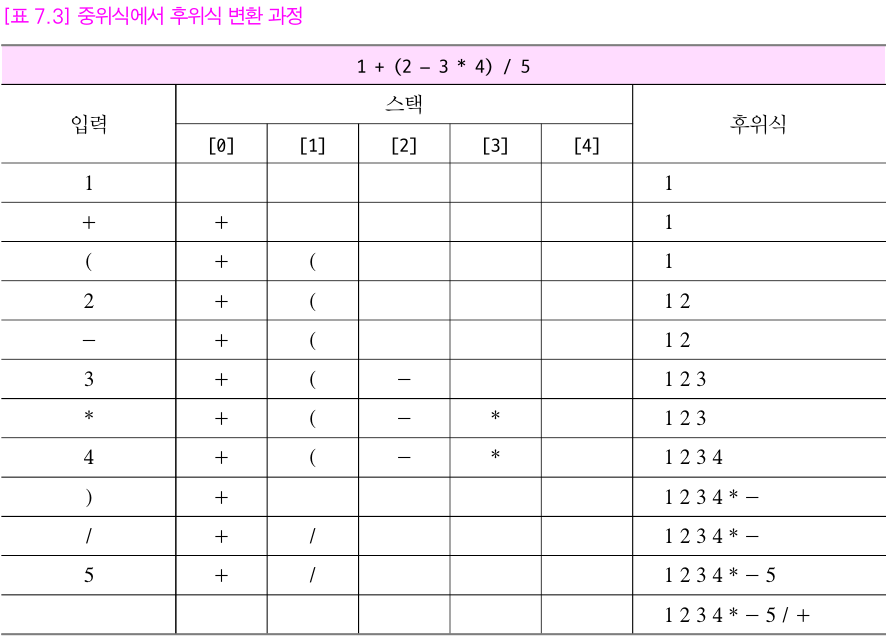 [표 7.3] 중위식에서 후위식 변환 과정
1 + (2 – 3 * 4) / 5
입력 스택 후위식
[0] [1] [2] [3] [4]
1 1
+ + 1
( + ( 1
2 + ( 1 2
− + ( 1 2
3 + ( − 1 2 3
* + ( − * 1 2 3
4 + ( − * 1 2 3 4
) + 1 2 3 4 * −
/ + / 1 2 3 4 * −
5 + / 1 2 3 4 * − 5
1 2 3 4 * − 5 / +